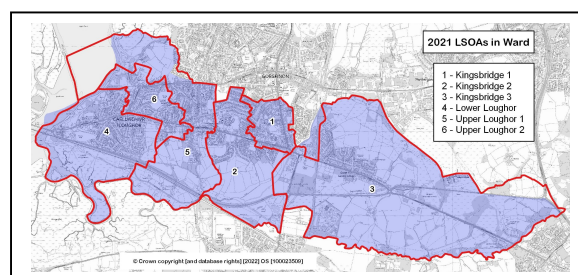 2021 LSOAs in Ward
1 - Kingsbridge 1
2 - Kingsbridge 2
3 - Kingsbridge 3
4 - Lower Loughor
5 - Upper Loughor 1
6 - Upper Loughor 2
GORSEINON
6
1
4
5
2
3
© Crown copyright [and database rights] [2022] OS [100023509]